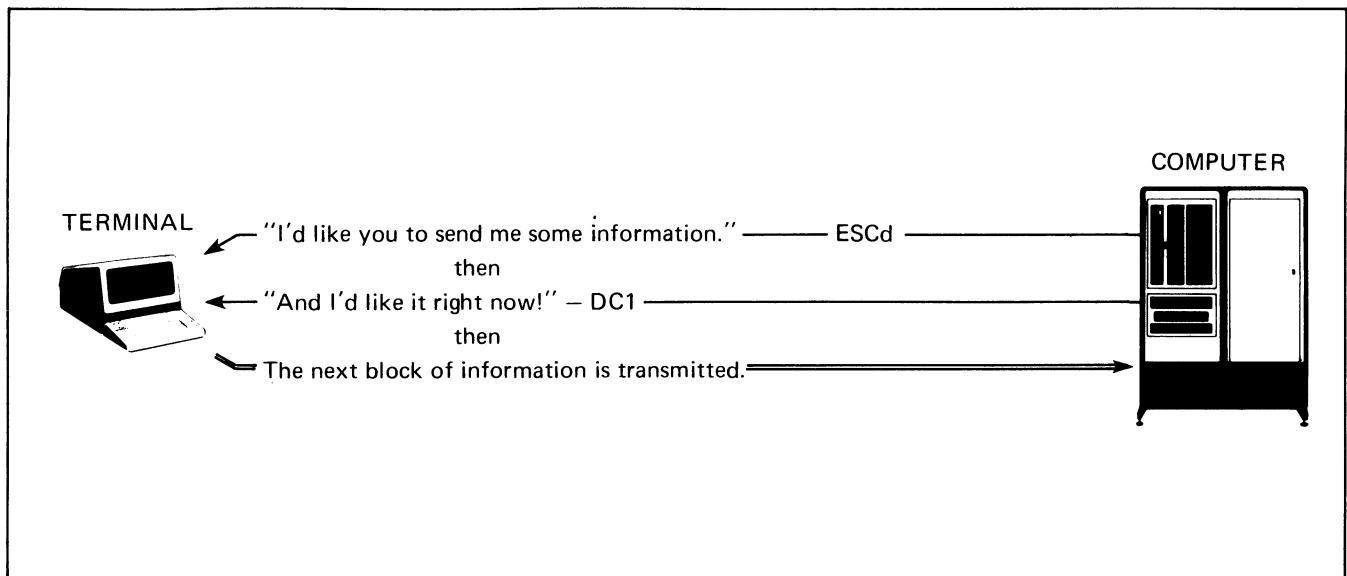 COMPUTER
TERMINAL
"I'd like you to send me some information." ESCd
then
"And I'd like it right now!" – DC1
then
The next block of information is transmitted.